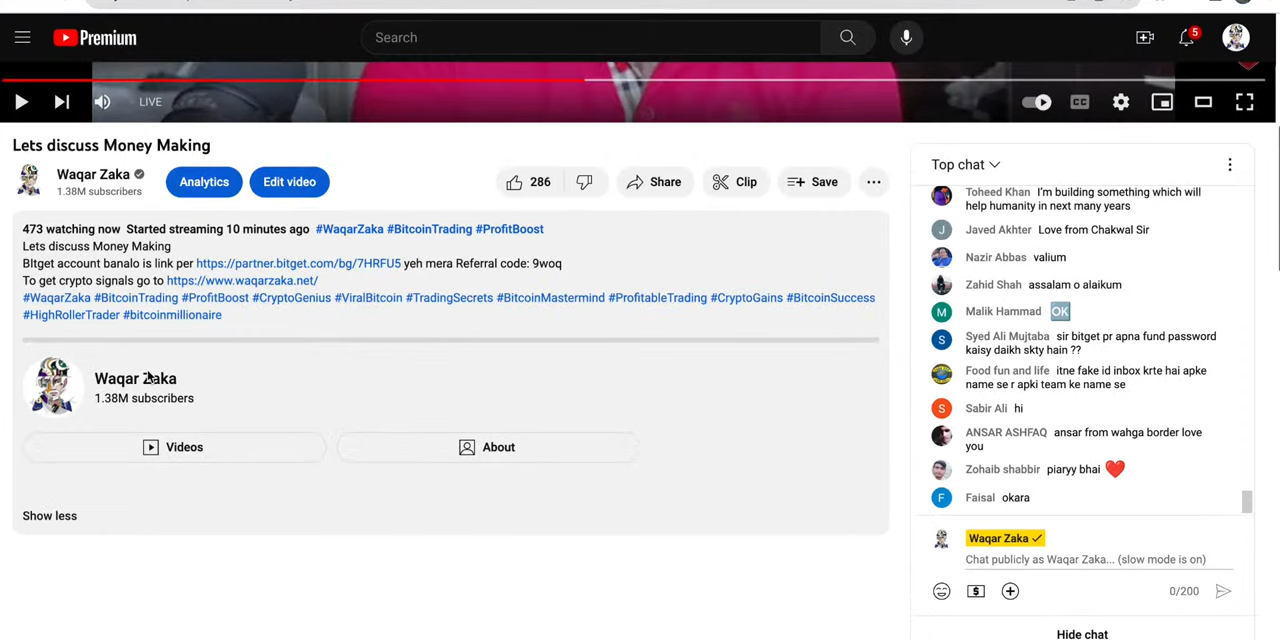 Premium
Search
5
LIVE
Lets discuss Money Making
Waqar Zaka
1.38M subscribers
Analytics
Edit video
286
Share
Clip
Save
473 watching now Started streaming 10 minutes ago #WaqarZaka #BitcoinTrading #ProfitBoost
Lets discuss Money Making
BItget account banalo is link per https://partner.bitget.com/bg/7HRFU5 yeh mera Referral code: 9woq
To get crypto signals go to https://www.waqarzaka.net/
#WaqarZaka #BitcoinTrading #ProfitBoost #CryptoGenius #ViralBitcoin #TradingSecrets #BitcoinMastermind #ProfitableTrading #CryptoGains #BitcoinSuccess
#HighRollerTrader #bitcoinmillionaire
Waqar Zaka
1.38M subscribers
Videos
About
Show less
Top chat
Toheed Khan I'm building something which will
help humanity in next many years
J Javed Akhter Love from Chakwal Sir
Nazir Abbas valium
Zahid Shah assalom o alaikum
M Malik Hammad OK
S Syed Ali Mujtaba sir bitget pr apna fund password
kaisy daikh skty hain ??
Food fun and life itne fake id inbox krte hai apke
name se r apki team ke name se
S Sabir Ali hi
ANSAR ASHFAQ ansar from wahga border love
you
Zohaib shabbir piaryy bhai ❤️
F Faisal okara
Waqar Zaka
Chat publicly as Waqar Zaka... (slow mode is on)
0/200
Hide chat